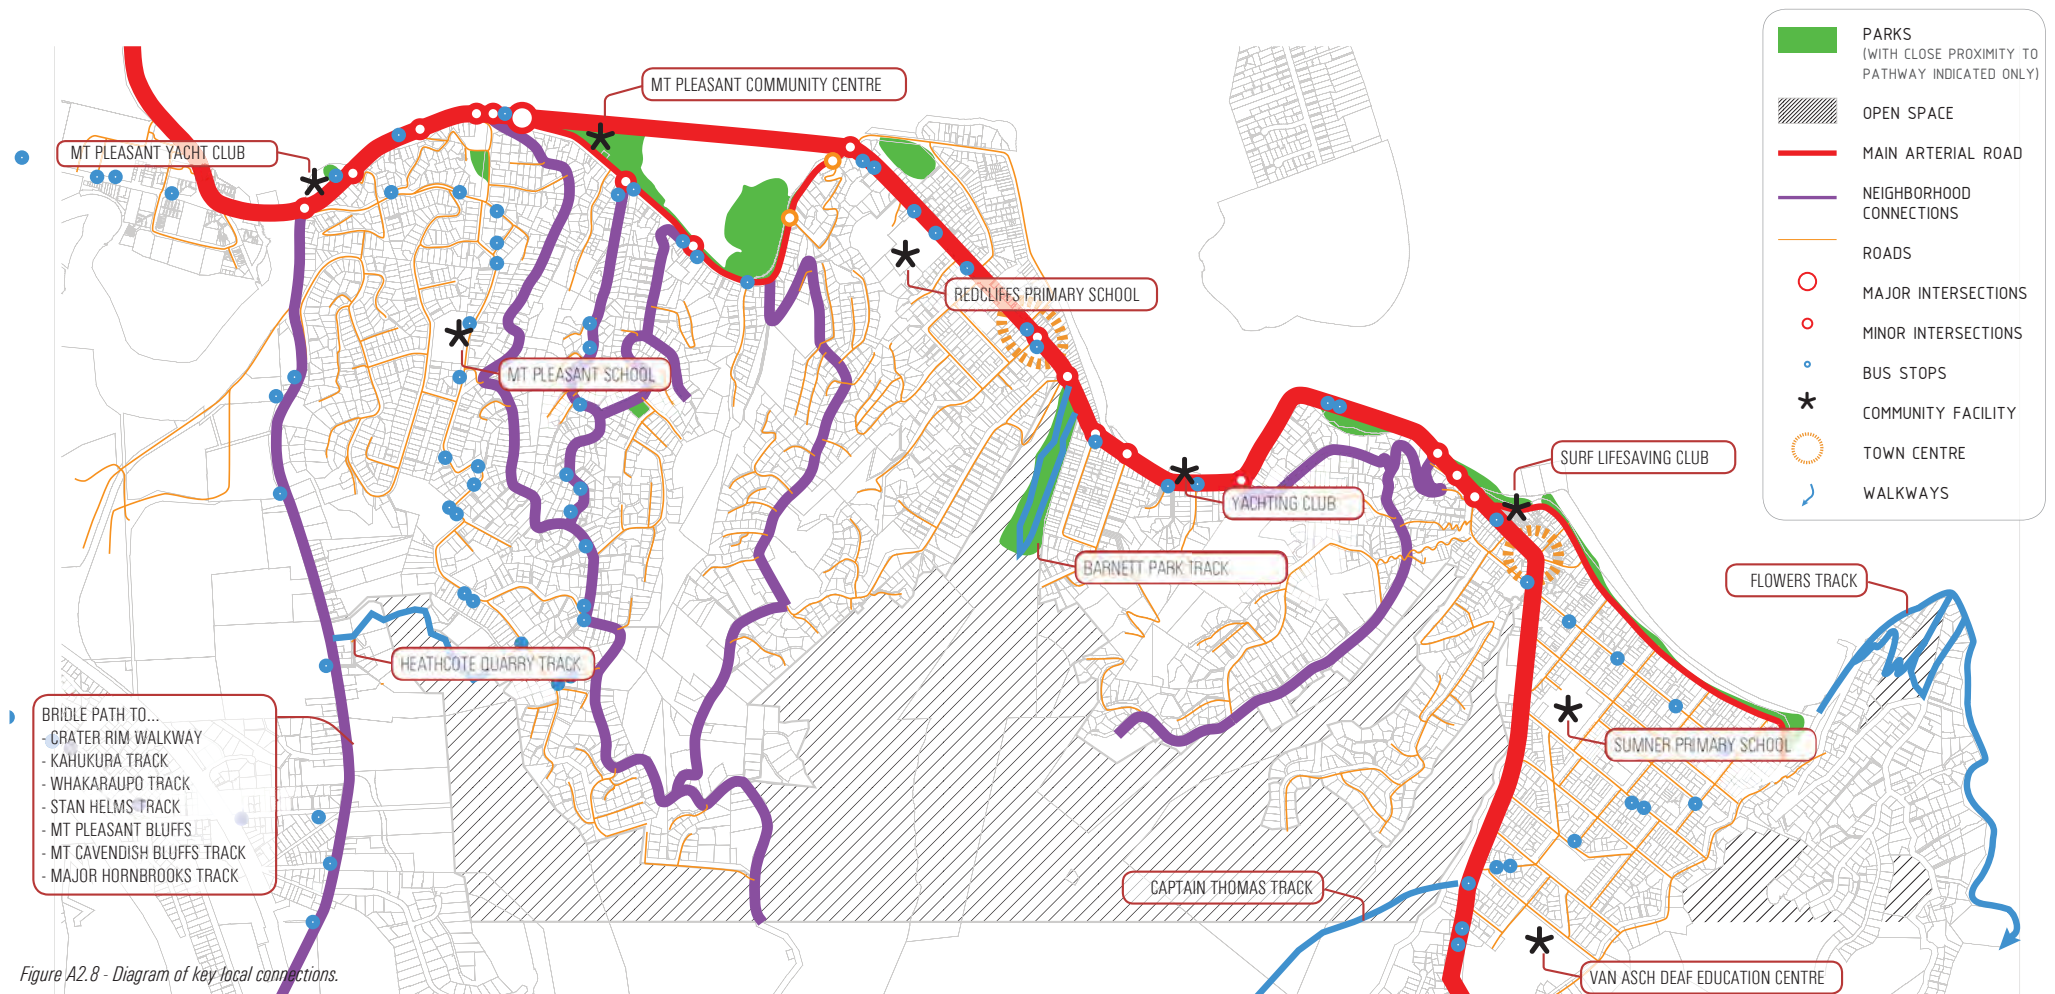 MT PLEASANT COMMUNITY CENTRE
MT PLEASANT YACHT CLUB
REDCLIFFS PRIMARY SCHOOL
MT PLEASANT SCHOOL
SURF LIFESAVING CLUB
YACHTING CLUB
BARNETT PARK TRACK
FLOWERS TRACK
HEATHCOTE QUARRY TRACK
BRIDLE PATH TO...
- CRATER RIM WALKWAY
- KAHUKURA TRACK
- WHAKARAUPO TRACK
- STAN HELMS TRACK
- MT PLEASANT BLUFFS
- MT CAVENDISH BLUFFS TRACK
- MAJOR HORNBROOKS TRACK
SUMNER PRIMARY SCHOOL
CAPTAIN THOMAS TRACK
VAN ASCH DEAF EDUCATION CENTRE
PARKS
(WITH CLOSE PROXIMITY TO
PATHWAY INDICATED ONLY)
OPEN SPACE
MAIN ARTERIAL ROAD
NEIGHBORHOOD
CONNECTIONS
ROADS
MAJOR INTERSECTIONS
MINOR INTERSECTIONS
BUS STOPS
COMMUNITY FACILITY
TOWN CENTRE
WALKWAYS
Figure A2.8 - Diagram of key local connections.